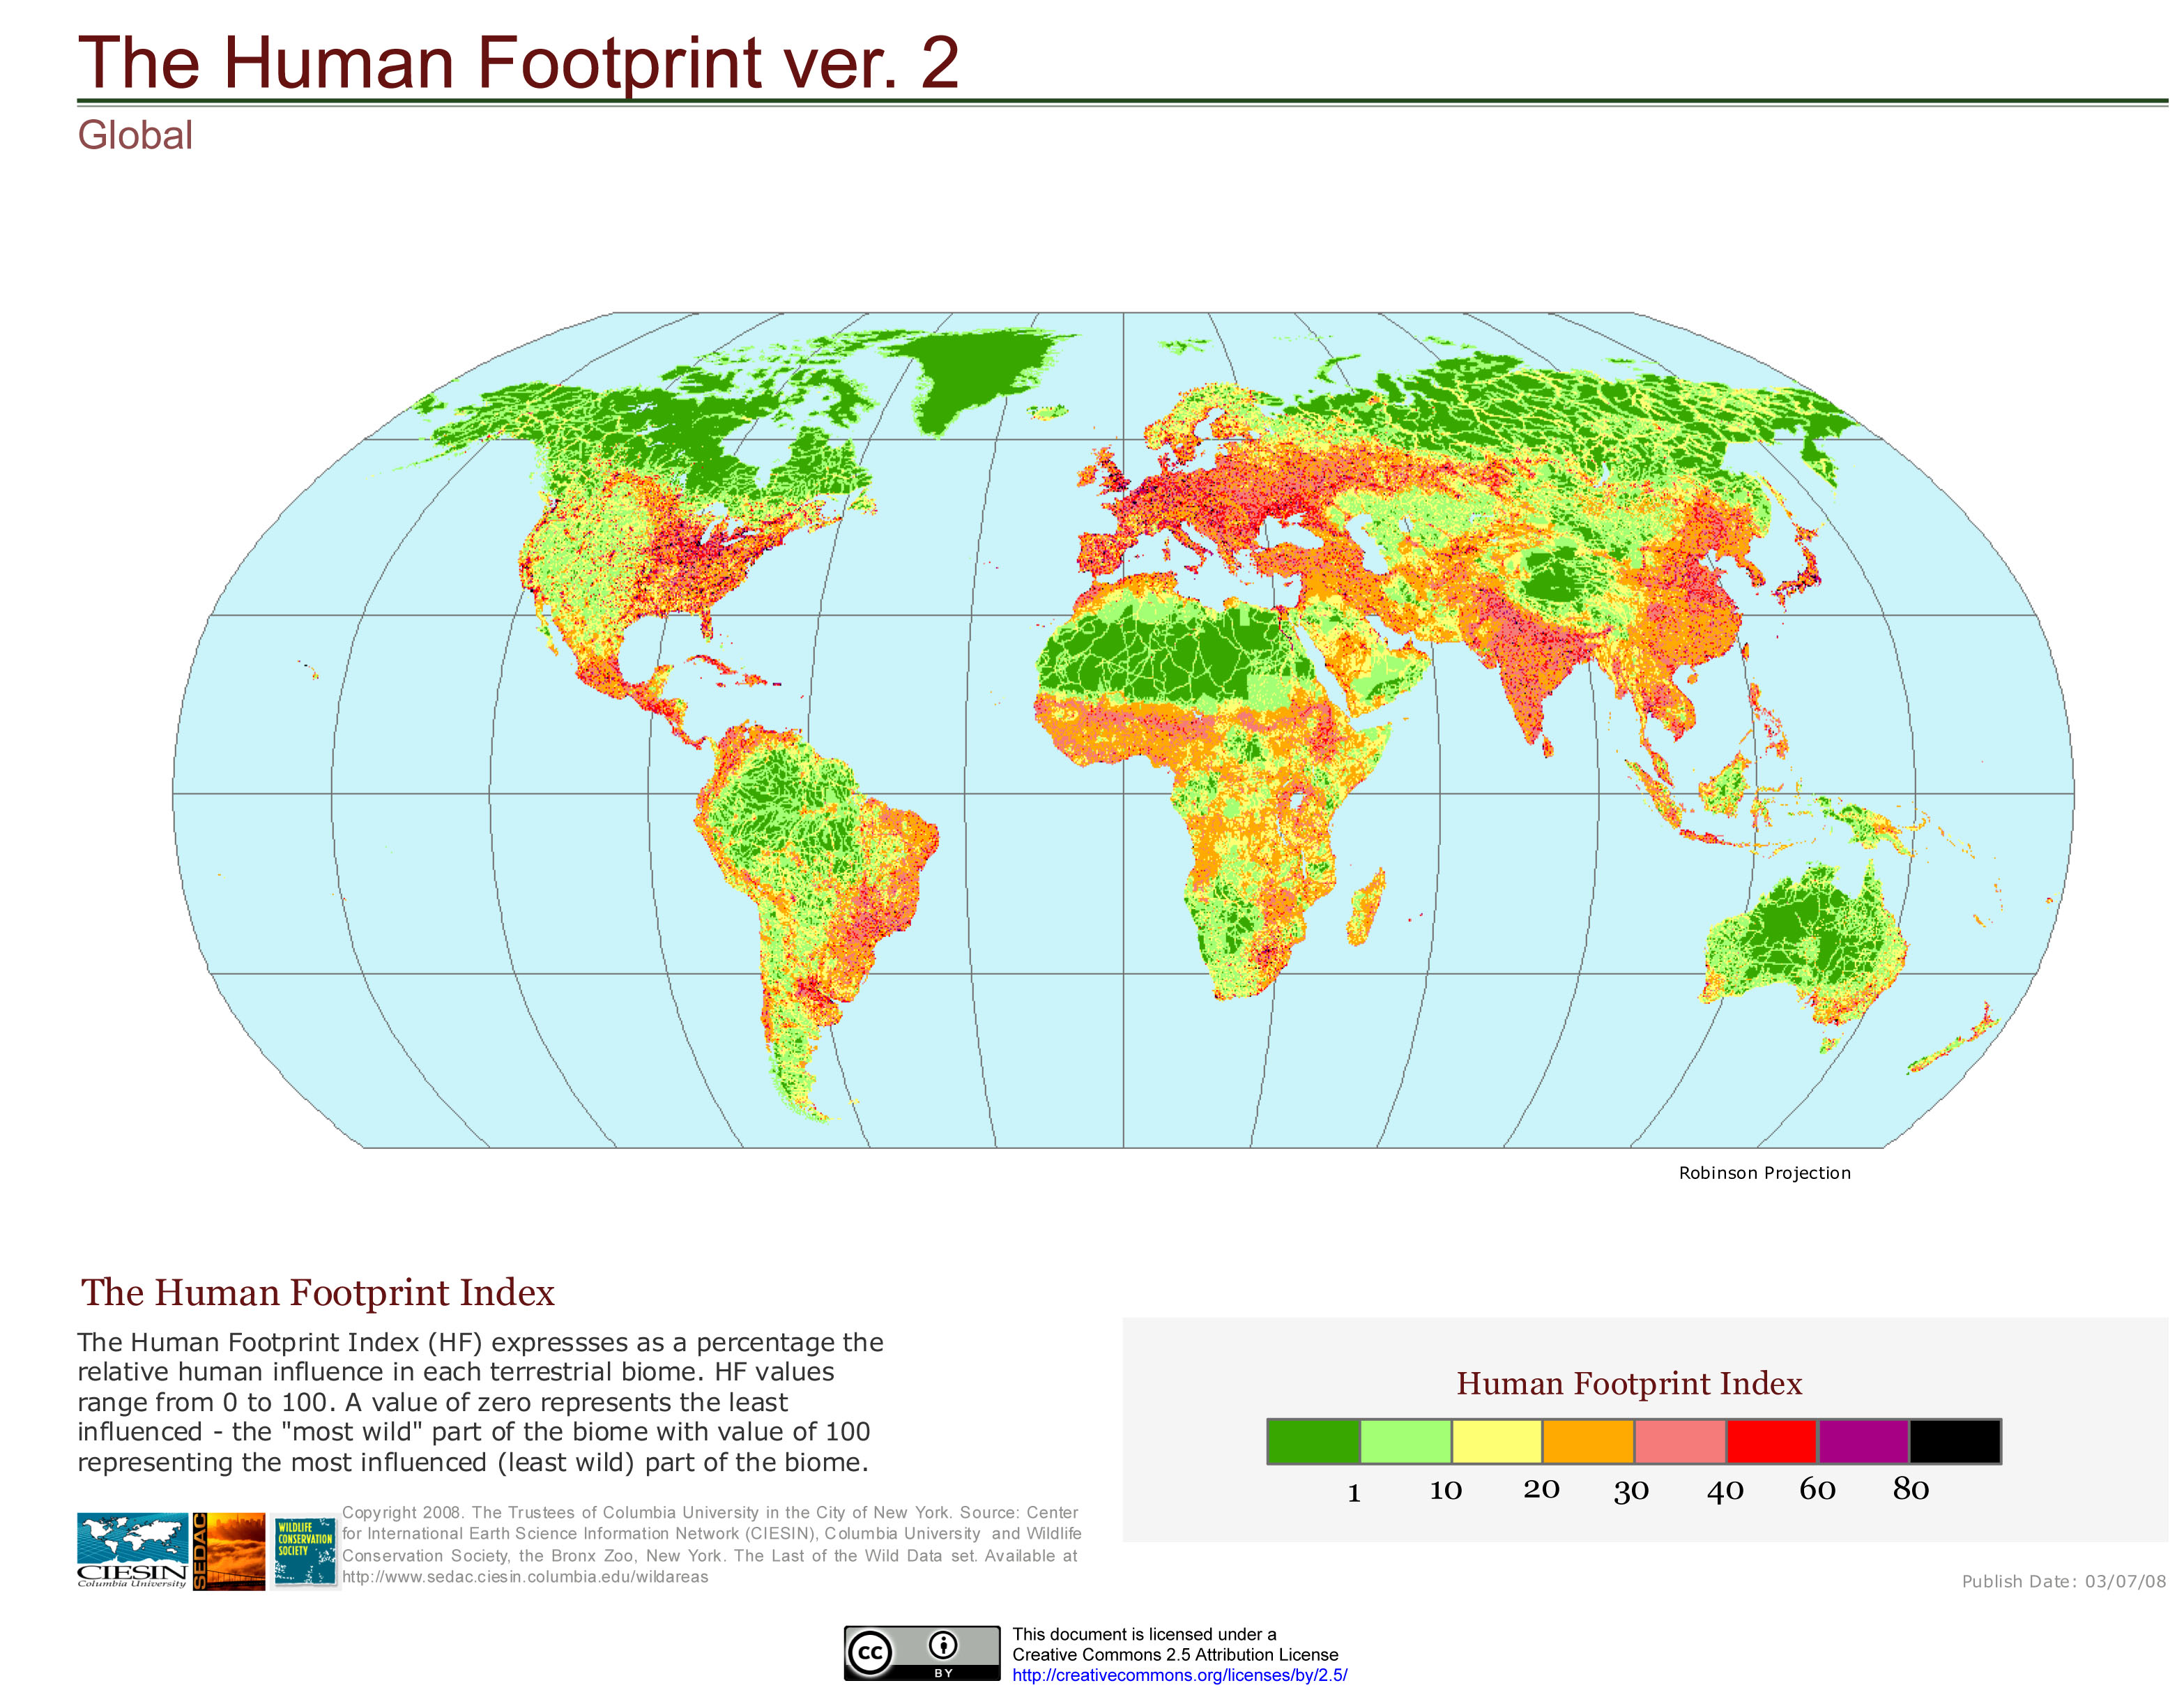 The Human Footprint ver. 2
Global
Robinson Projection
The Human Footprint Index
The Human Footprint Index (HF) expressses as a percentage the
relative human influence in each terrestrial biome. HF values
range from 0 to 100. A value of zero represents the least
influenced - the "most wild" part of the biome with value of 100
representing the most influenced (least wild) part of the biome.
Human Footprint Index
1 10 20 30 40 60 80
CIESIN
Columbia University
SEDAC
WILDLIFE
CONSERVATION
SOCIETY
Copyright 2008. The Trustees of Columbia University in the City of New York. Source: Center
for International Earth Science Information Network (CIESIN), Columbia University and Wildlife
Conservation Society, the Bronx Zoo, New York. The Last of the Wild Data set. Available at
http://www.sedac.ciesin.columbia.edu/wildareas
Publish Date: 03/07/08
cc
BY
This document is licensed under a
Creative Commons 2.5 Attribution License
http://creativecommons.org/licenses/by/2.5/